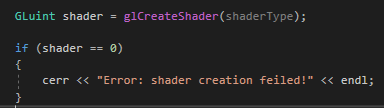 GLuint shader = glCreateShader(shaderType);
if (shader == 0)
{
cerr << "Error: shader creation feiled!" << endl;
}